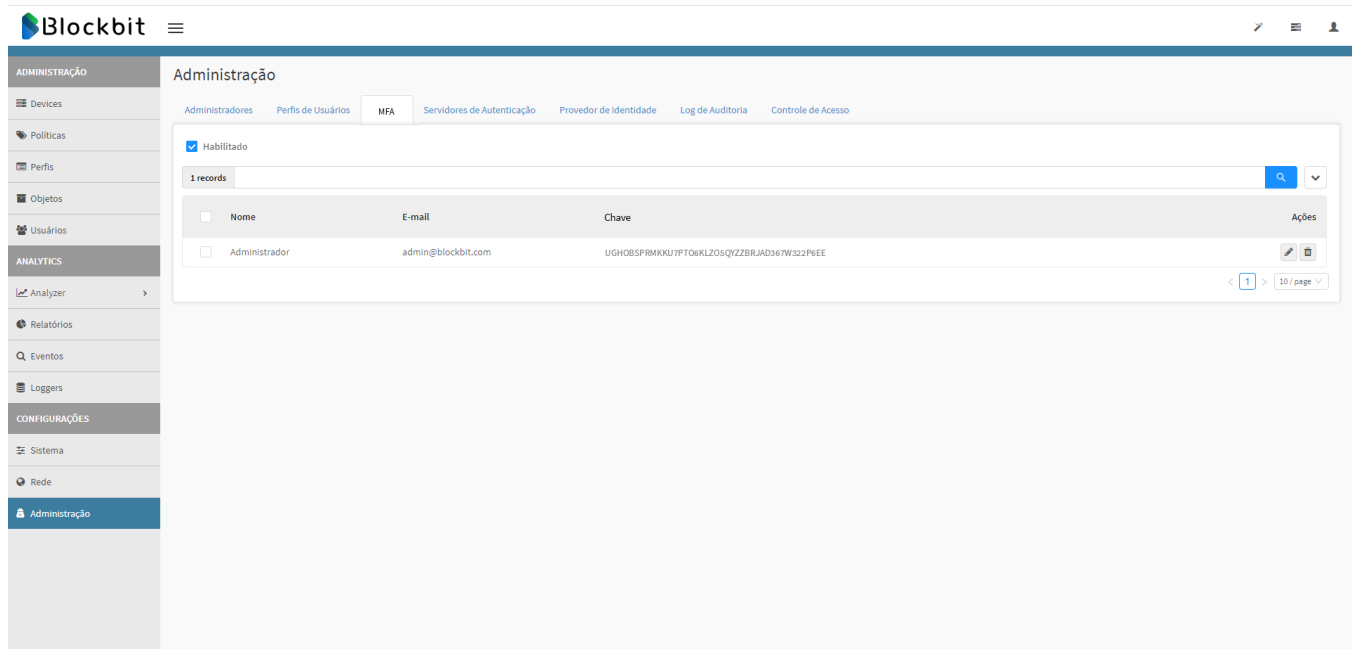 Blockbit
ADMINISTRAÇÃO
Devices
Políticas
Perfis
Objetos
Usuários
ANALYTICS
Analyzer
Relatórios
Eventos
Loggers
CONFIGURAÇÕES
Sistema
Rede
Administração
Administração
Administradores Perfis de Usuários MFA Servidores de Autenticação Provedor de Identidade Log de Auditoria Controle de Acesso
Habilitado
1 records
Nome E-mail Chave Ações
Administrador admin@blockbit.com UGHOBSPRMKKU7PTO6KLZOSQYZZBRJAD367W322P6EE
< 1 > 10 / page